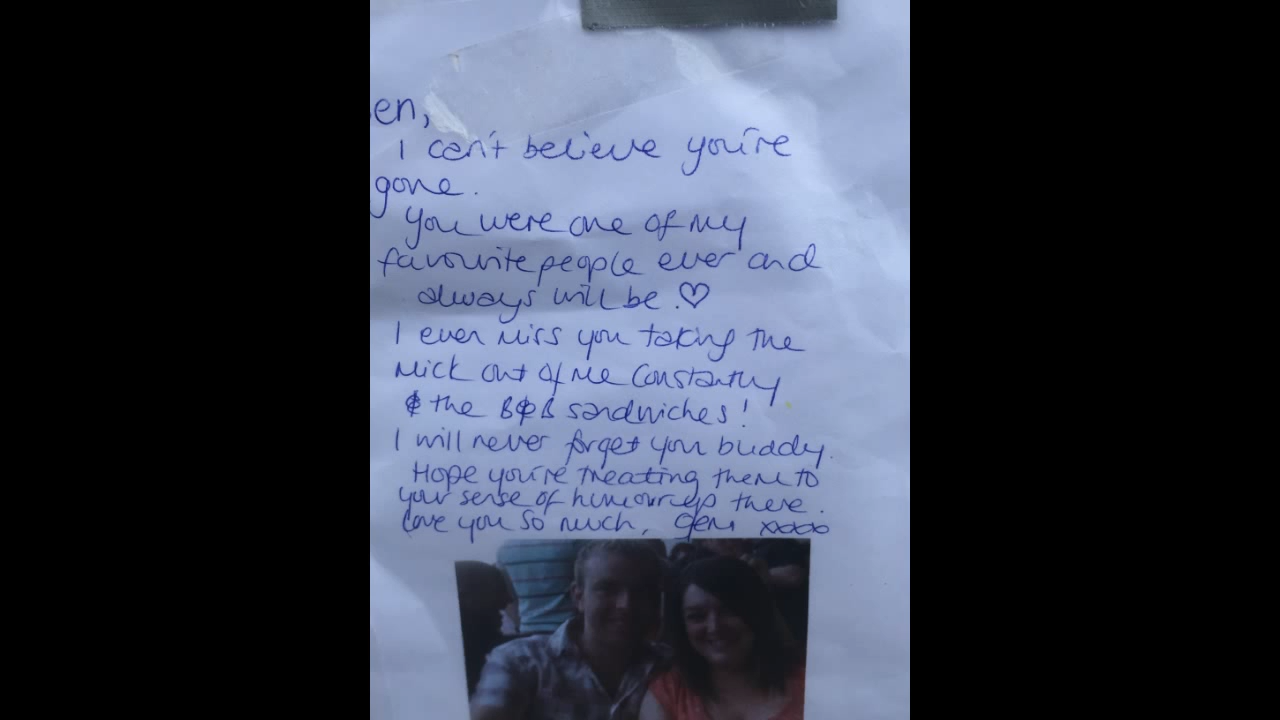 en,
I can't believe you're
gone.
You were one of my
favourite people ever and
always will be. ♡
I even miss you taking the
mick out of me constantly
& the B&B sandwiches!
I will never forget you buddy.
Hope you're treating them to
your sense of humour up there.
Love you so much, Gem xxxx